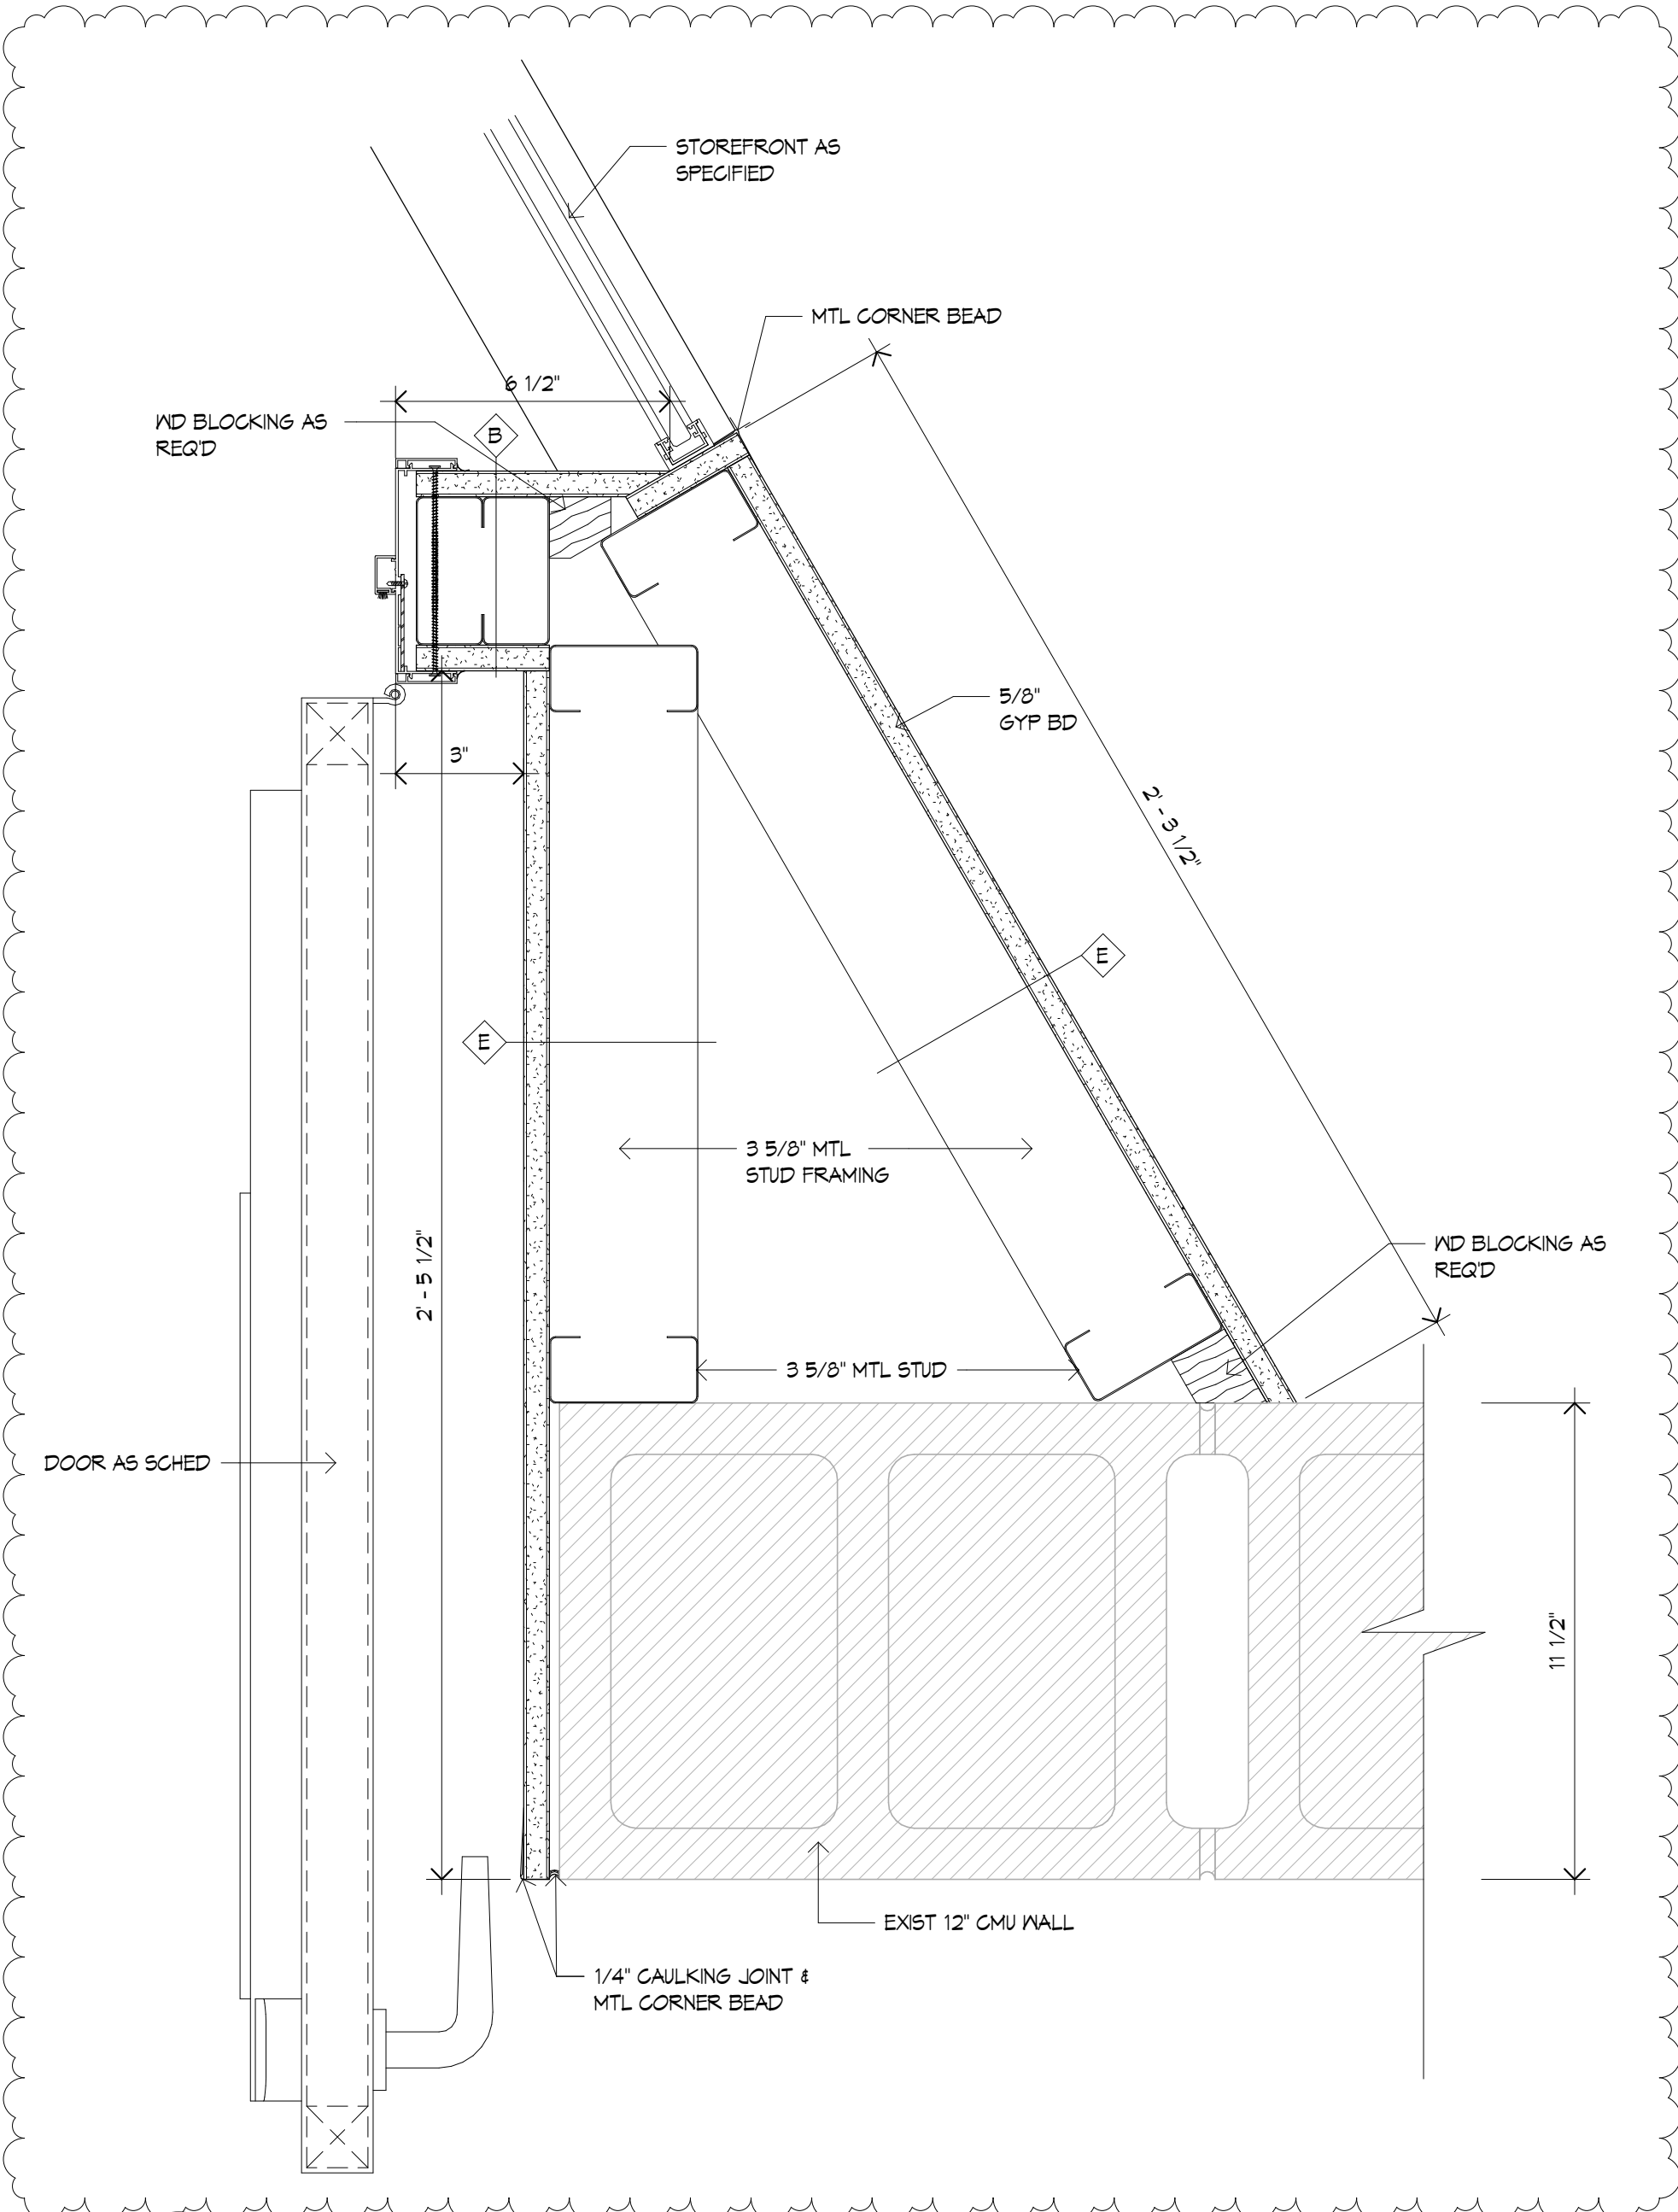 STOREFRONT AS
SPECIFIED
MTL CORNER BEAD
6 1/2"
WD BLOCKING AS
REQ'D
B
5/8"
GYP BD
3"
2' - 3 1/2"
E
E
3 5/8" MTL
STUD FRAMING
2' - 5 1/2"
WD BLOCKING AS
REQ'D
3 5/8" MTL STUD
DOOR AS SCHED
11 1/2"
EXIST 12" CMU WALL
1/4" CAULKING JOINT &
MTL CORNER BEAD